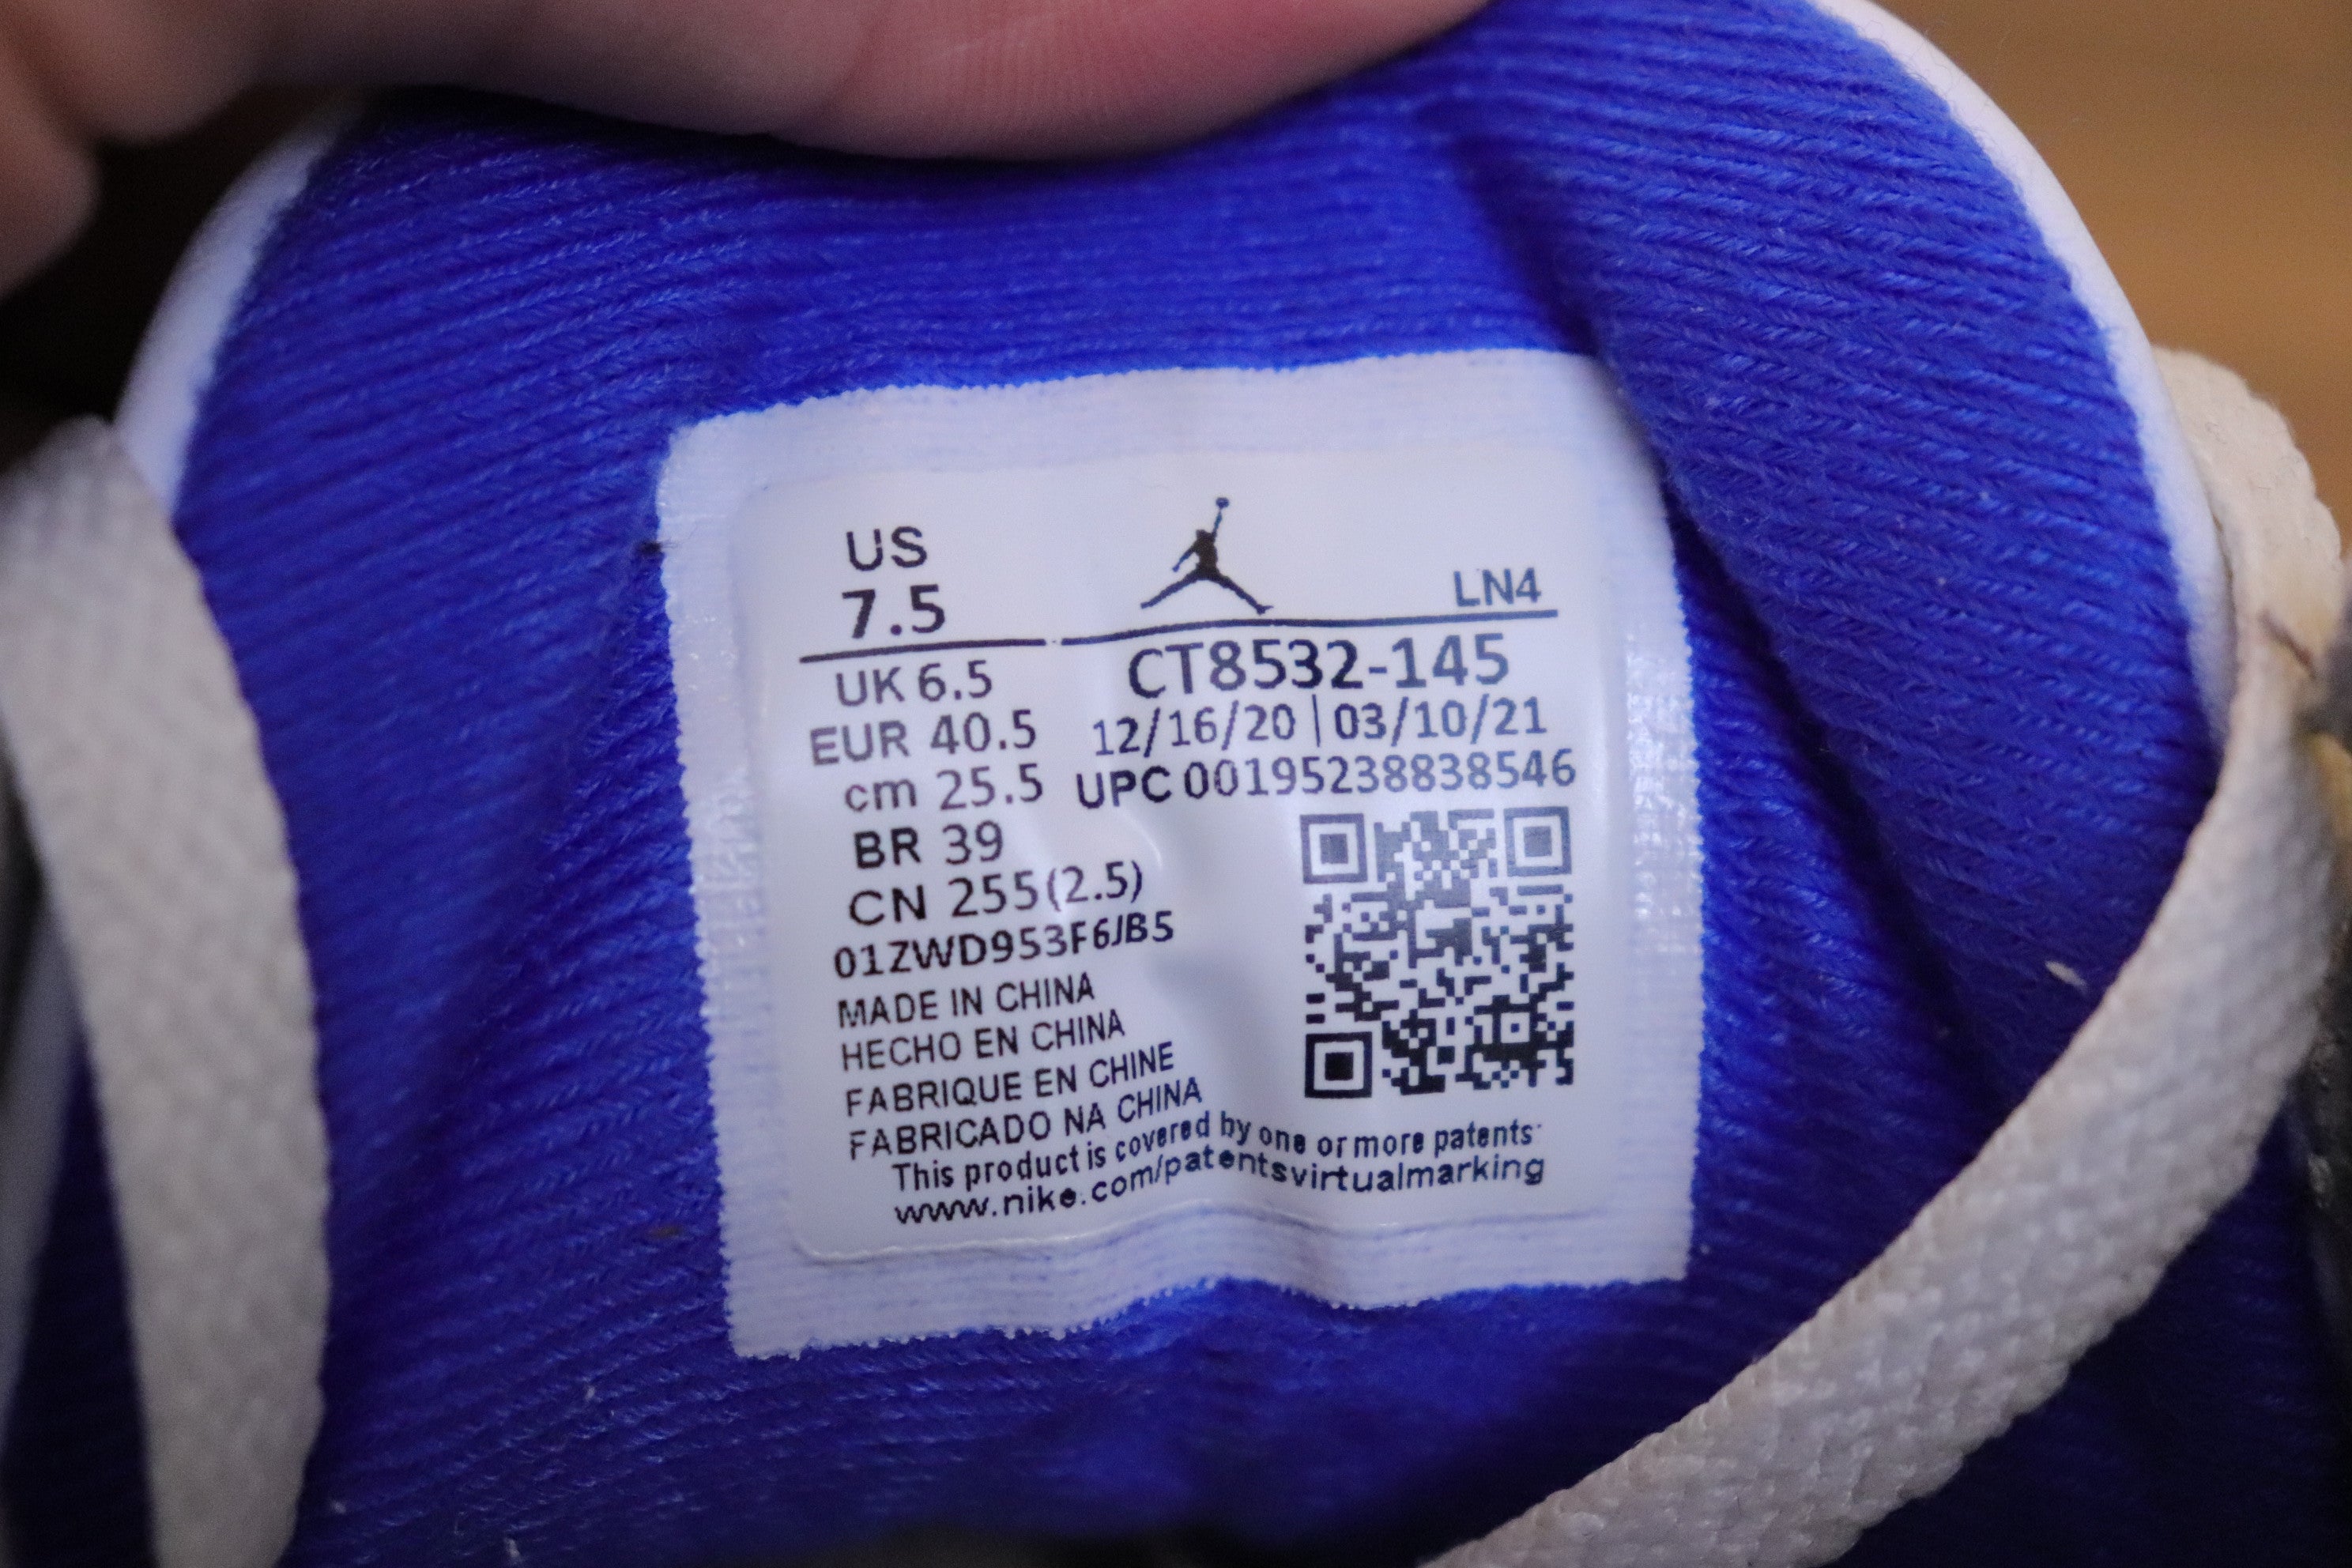 US
7.5
LN4
UK 6.5
EUR 40.5
cm 25.5
BR 39
CN 255(2.5)
CT8532-145
12/16/20 | 03/10/21
UPC 00195238838546
01ZWD953F6JB5
MADE IN CHINA
HECHO EN CHINA
FABRIQUE EN CHINE
FABRICADO NA CHINA
This product is covered by one or more patents
www.nike.com/patentsvirtualmarking